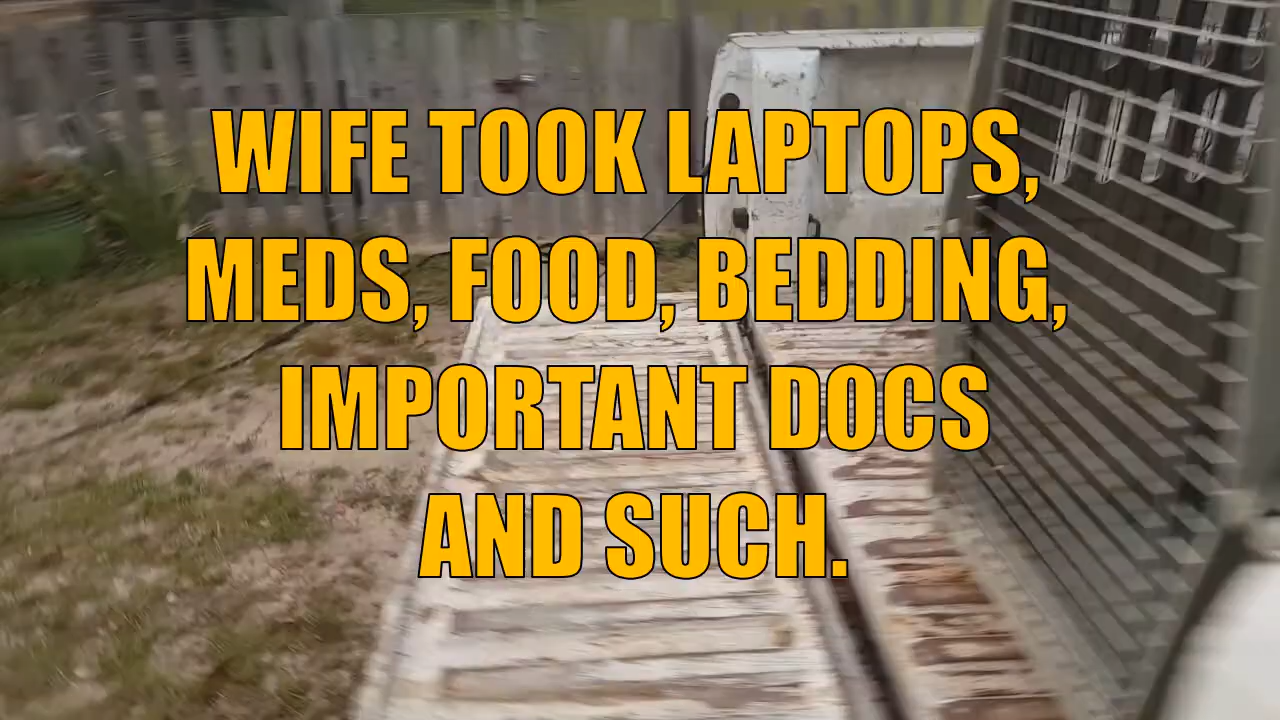 WIFE TOOK LAPTOPS,
MEDS, FOOD, BEDDING,
IMPORTANT DOCS
AND SUCH.